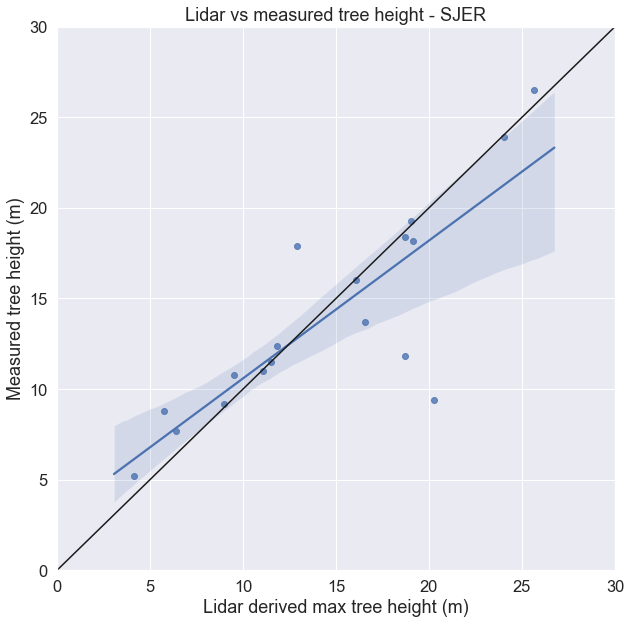 Lidar vs measured tree height - SJER
30
25
20
15
10
5
0
Measured tree height (m)
0 5 10 15 20 25 30
Lidar derived max tree height (m)